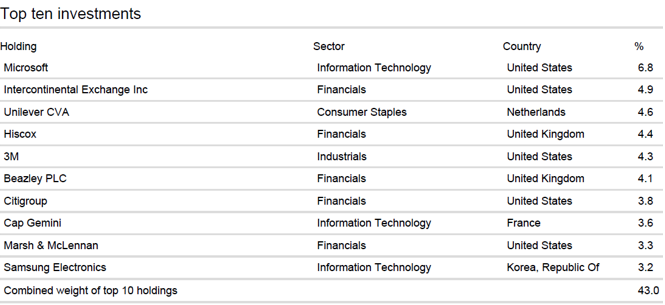 Top ten investments
Holding Sector Country %
Microsoft Information Technology United States 6.8
Intercontinental Exchange Inc Financials United States 4.9
Unilever CVA Consumer Staples Netherlands 4.6
Hiscox Financials United Kingdom 4.4
3M Industrials United States 4.3
Beazley PLC Financials United Kingdom 4.1
Citigroup Financials United States 3.8
Cap Gemini Information Technology France 3.6
Marsh & McLennan Financials United States 3.3
Samsung Electronics Information Technology Korea, Republic Of 3.2
Combined weight of top 10 holdings 43.0